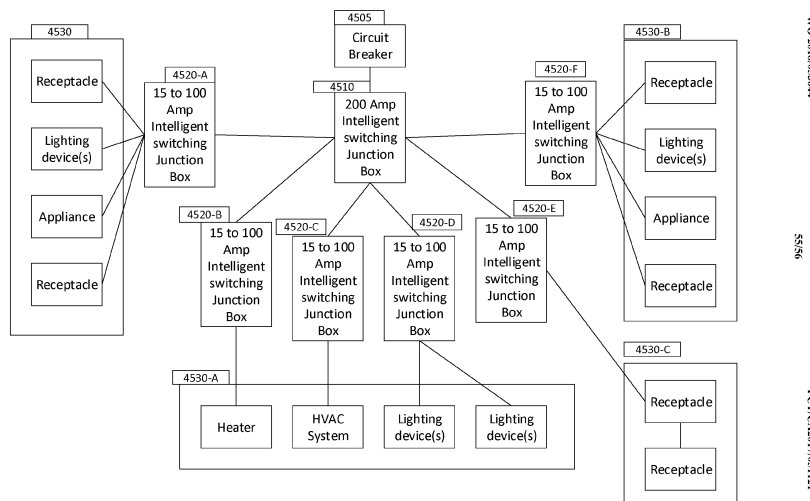 4505
Circuit
Breaker
4530
4530-B
4520-A
4510
4520-F
Receptacle
15 to 100
Amp
Intelligent
switching
Junction
Box
200 Amp
Intelligent
switching
Junction
Box
15 to 100
Amp
Intelligent
switching
Junction
Box
Receptacle
Lighting
device(s)
Lighting
device(s)
Appliance
Appliance
Receptacle
Receptacle
4520-B
4520-C
4520-D
4520-E
15 to 100
Amp
Intelligent
switching
Junction
Box
15 to 100
Amp
Intelligent
switching
Junction
Box
15 to 100
Amp
Intelligent
switching
Junction
Box
15 to 100
Amp
Intelligent
switching
Junction
Box
55/56
4530-A
Heater
HVAC
System
Lighting
device(s)
Lighting
device(s)
4530-C
Receptacle
Receptacle